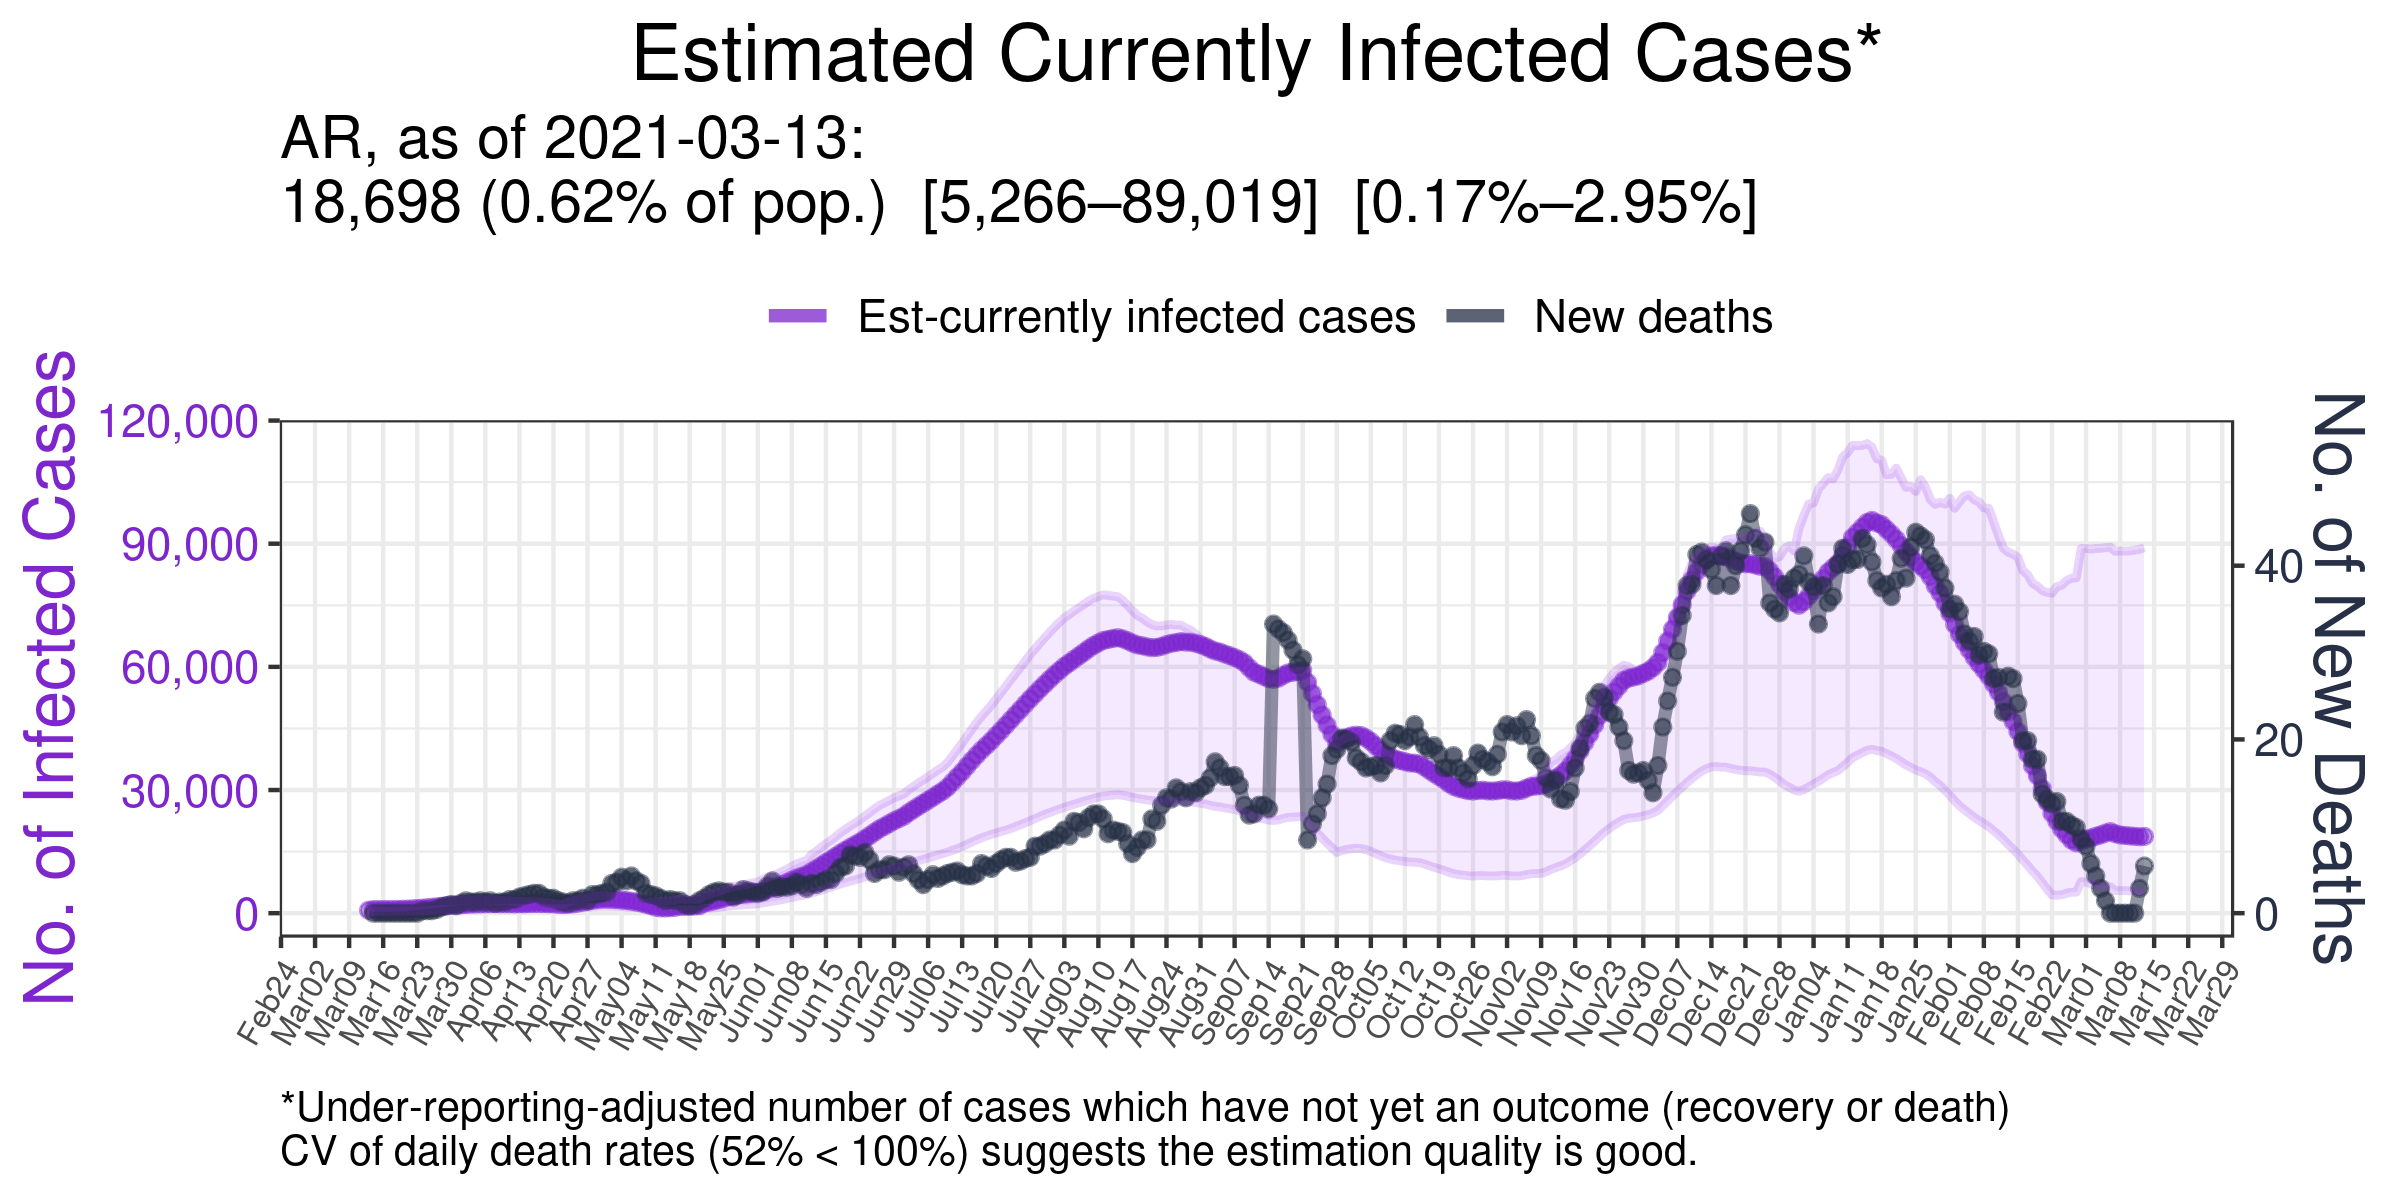 Estimated Currently Infected Cases*
AR, as of 2021-03-13:
18,698 (0.62% of pop.) [5,266–89,019] [0.17%–2.95%]
Est-currently infected cases
New deaths
No. of Infected Cases
120,000
90,000
60,000
30,000
0
No. of New Deaths
40
20
0
Feb24
Mar02
Mar09
Mar16
Mar23
Mar30
Apr06
Apr13
Apr20
Apr27
May04
May11
May18
May25
Jun01
Jun08
Jun15
Jun22
Jun29
Jul06
Jul13
Jul20
Jul27
Aug03
Aug10
Aug17
Aug24
Aug31
Sep07
Sep14
Sep21
Sep28
Oct05
Oct12
Oct19
Oct26
Nov02
Nov09
Nov16
Nov23
Nov30
Dec07
Dec14
Dec21
Dec28
Jan04
Jan11
Jan18
Jan25
Feb01
Feb08
Feb15
Feb22
Mar01
Mar08
Mar15
Mar22
Mar29
*Under-reporting-adjusted number of cases which have not yet an outcome (recovery or death)
CV of daily death rates (52% < 100%) suggests the estimation quality is good.